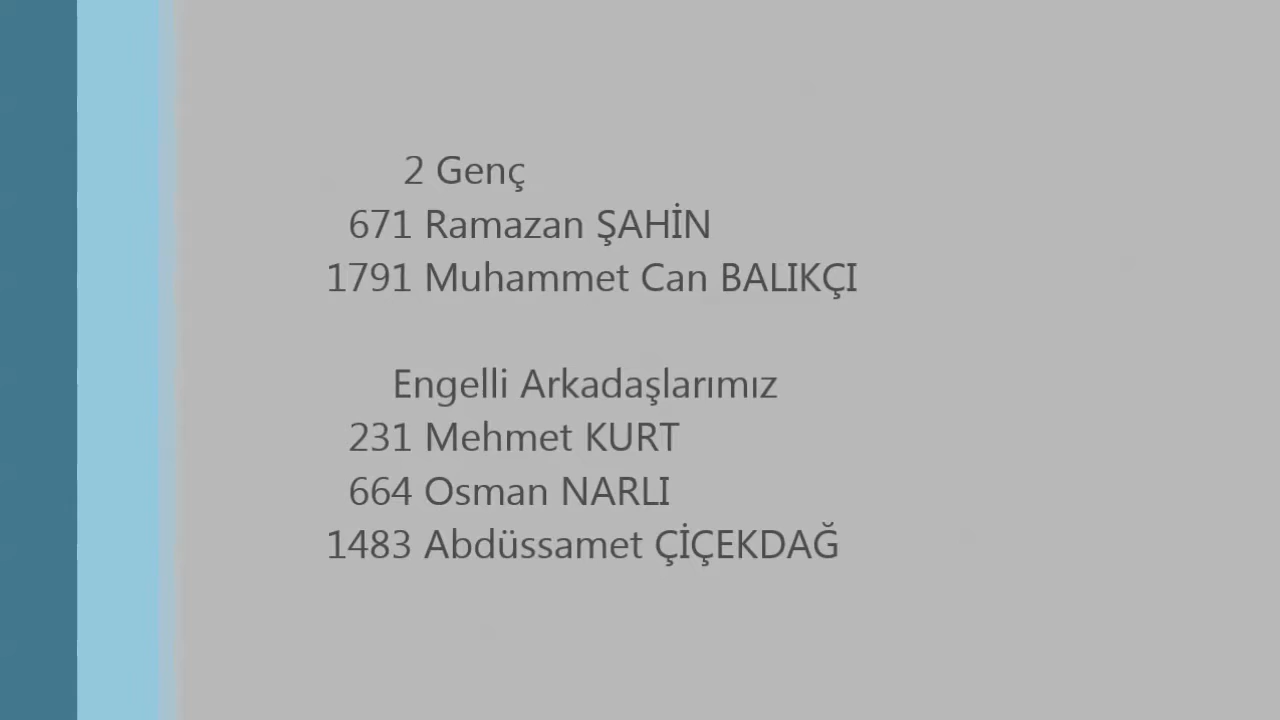 2 Genç
671 Ramazan ŞAHİN
1791 Muhammet Can BALIKÇI
Engelli Arkadaşlarımız
231 Mehmet KURT
664 Osman NARLI
1483 Abdüssamet ÇİÇEKDAĞ